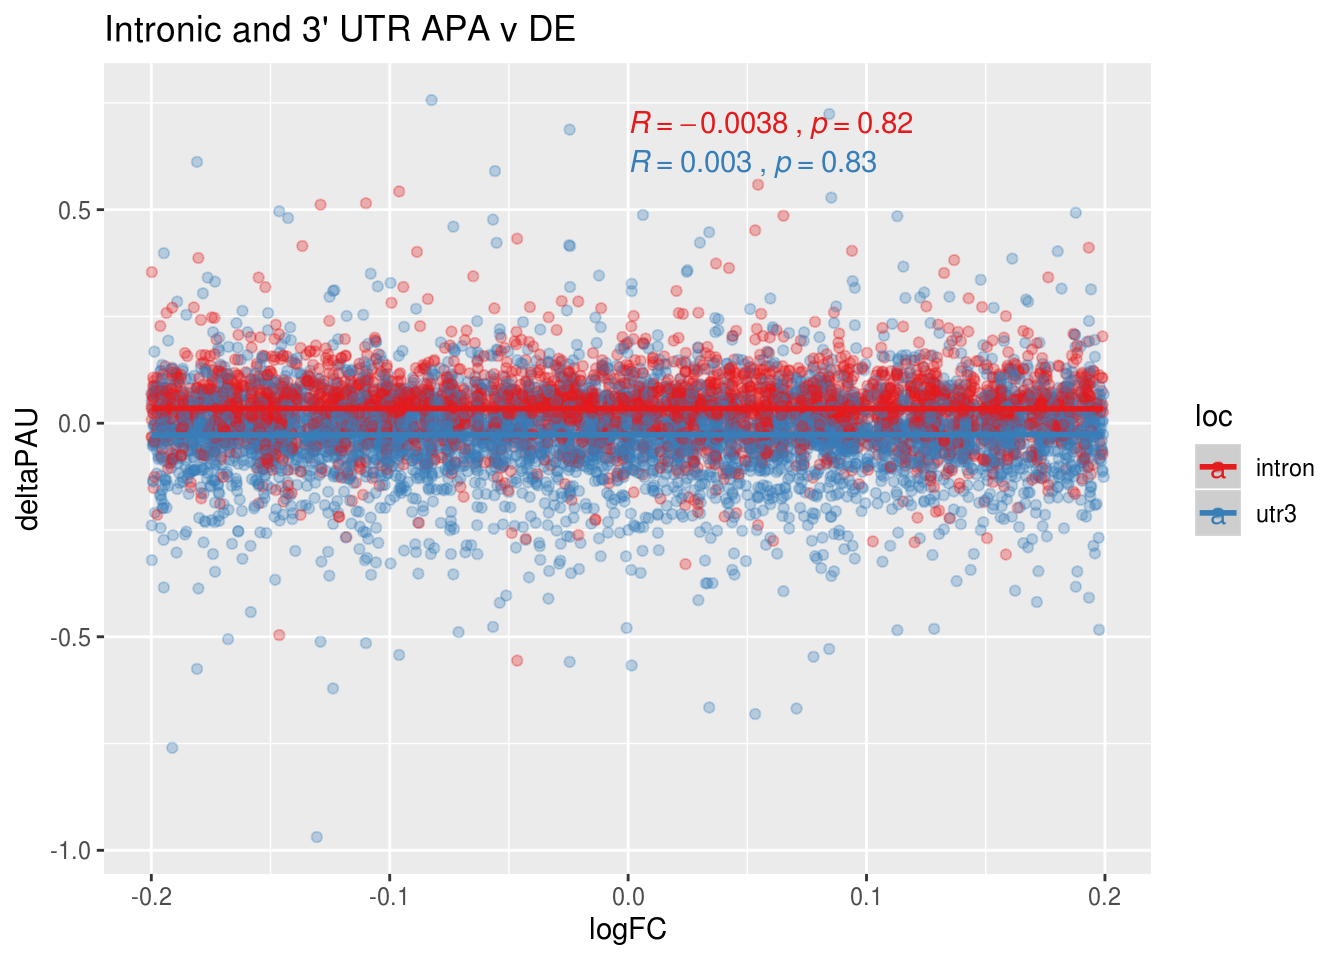 Intronic and 3' UTR APA v DE
R = −0.0038 , p = 0.82
R = 0.003 , p = 0.83
0.5
0.0
-0.5
-1.0
deltaPAU
-0.2
-0.1
0.0
0.1
0.2
logFC
loc
a intron
a utr3